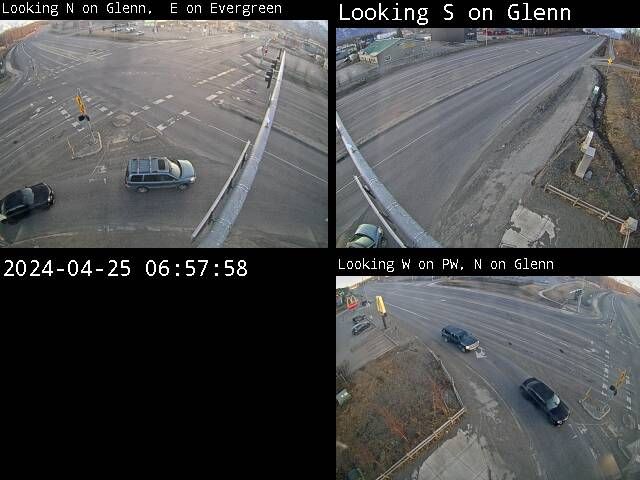 Looking N on Glenn,  E on Evergreen
Looking S on Glenn
2024-04-25 06:57:58
Looking W on PW, N on Glenn